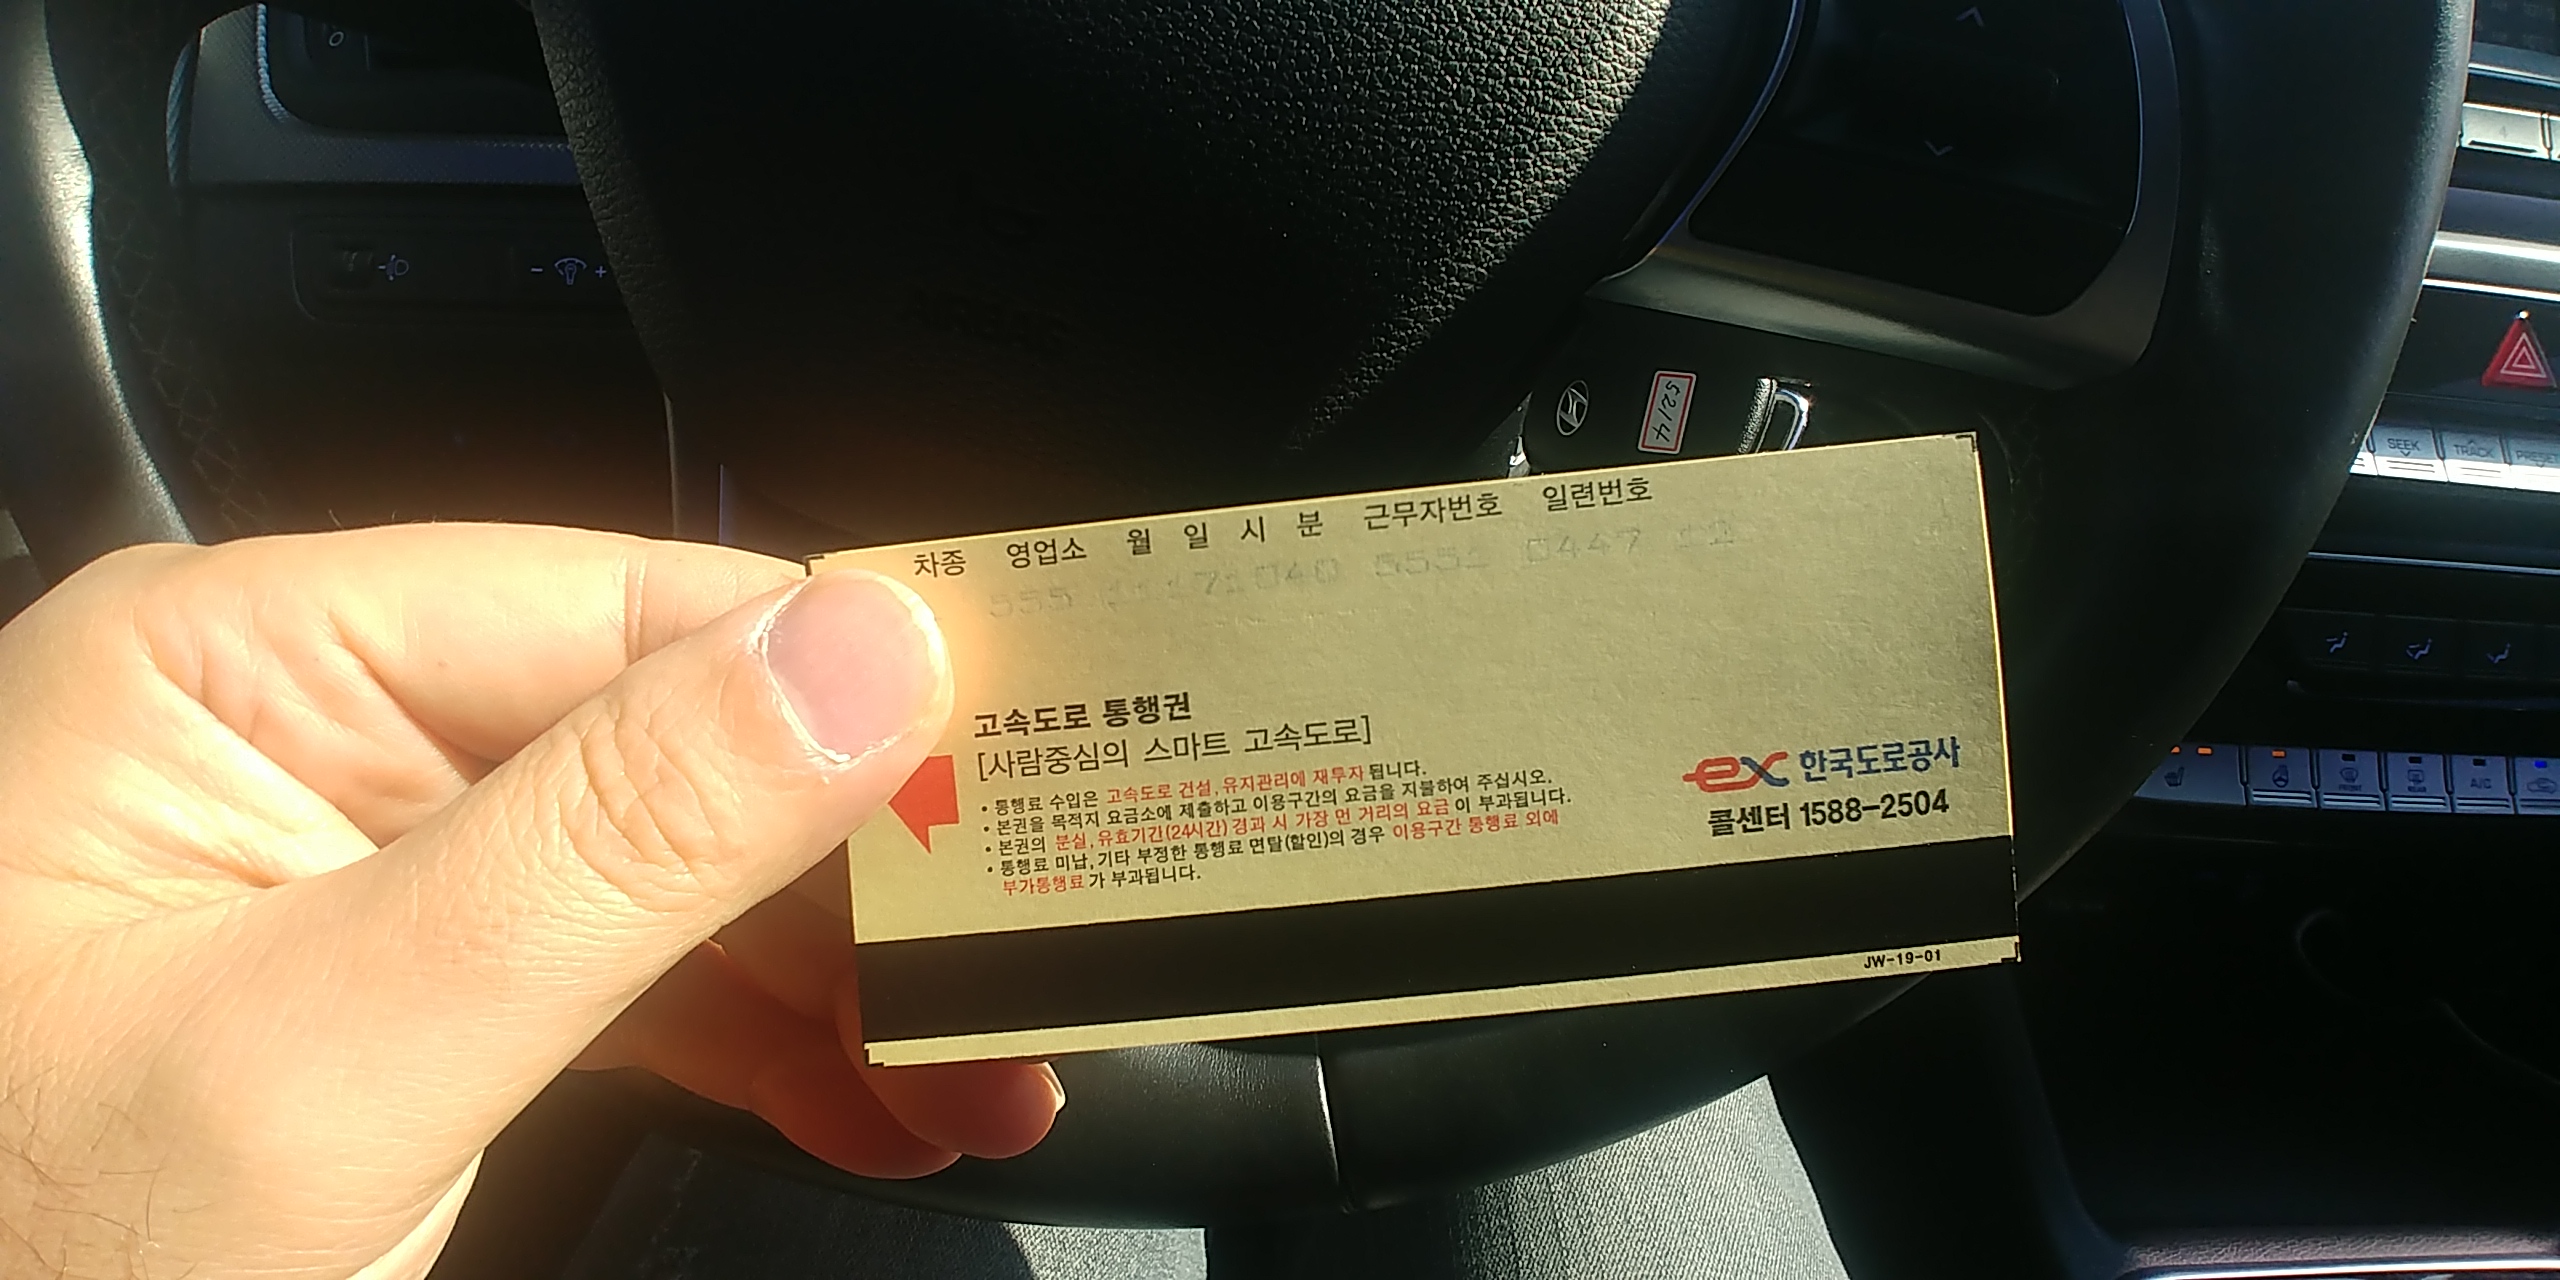 5214
SEEK
TRACK
PRESET
차종 영업소 월 일 시 분 근무자번호 일련번호
555 11171040 5551 0447 12
고속도로 통행권
[사람중심의 스마트 고속도로]
• 통행료 수입은 고속도로 건설, 유지관리에 재투자 됩니다.
• 본권을 목적지 요금소에 제출하고 이용구간의 요금을 지불하여 주십시오.
• 본권의 분실, 유효기간(24시간) 경과 시 가장 먼 거리의 요금 이 부과됩니다.
• 통행료 미납, 기타 부정한 통행료 면탈(할인)의 경우 이용구간 통행료 외에
부가통행료 가 부과됩니다.
ex 한국도로공사
콜센터 1588-2504
JW-19-01
FRONT
REAR
A/C